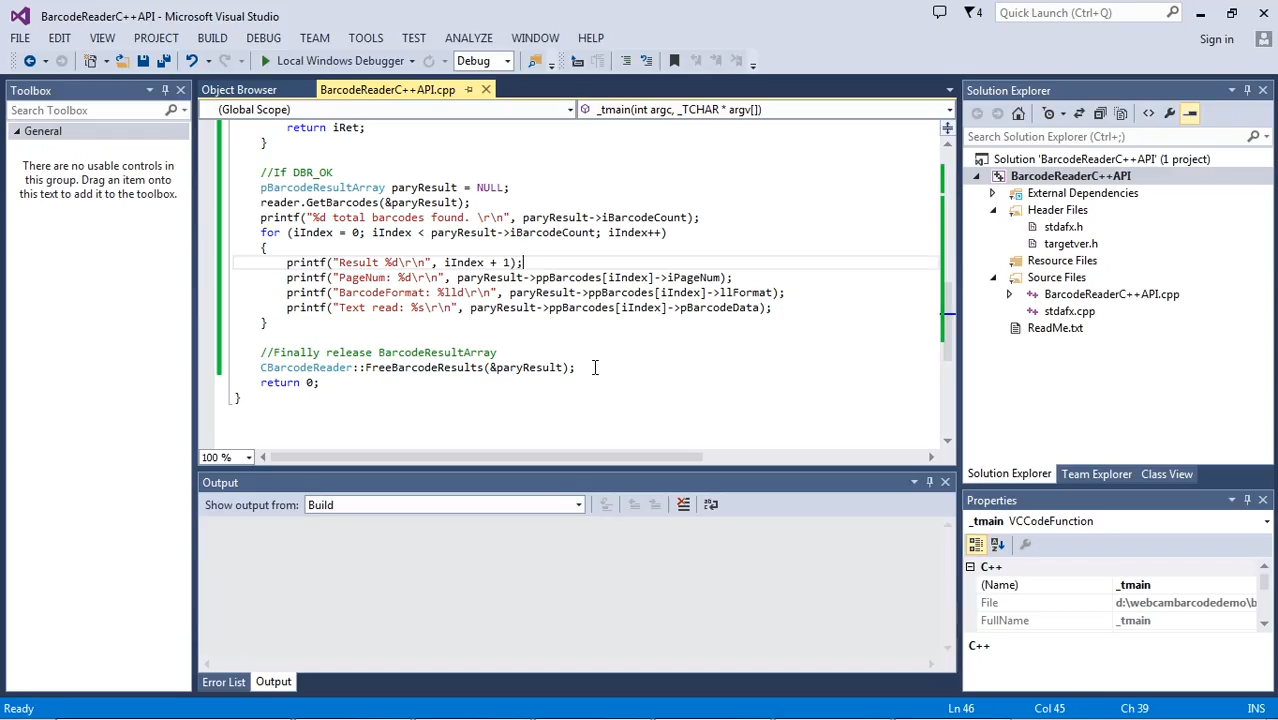 BarcodeReaderC++API - Microsoft Visual Studio
4
Quick Launch (Ctrl+Q)
FILE EDIT VIEW PROJECT BUILD DEBUG TEAM TOOLS TEST ANALYZE WINDOW HELP
Sign in
Local Windows Debugger
Debug
Toolbox
Search Toolbox
General
There are no usable controls in
this group. Drag an item onto
this text to add it to the toolbox.
Object Browser
BarcodeReaderC++API.cpp
(Global Scope)
_tmain(int argc, _TCHAR * argv[])
return iRet;
}
//If DBR_OK
pBarcodeResultArray paryResult = NULL;
reader.GetBarcodes(&paryResult);
printf("%d total barcodes found. \r\n", paryResult->iBarcodeCount);
for (iIndex = 0; iIndex < paryResult->iBarcodeCount; iIndex++)
{
printf("Result %d\r\n", iIndex + 1);
printf("PageNum: %d\r\n", paryResult->ppBarcodes[iIndex]->iPageNum);
printf("BarcodeFormat: %lld\r\n", paryResult->ppBarcodes[iIndex]->llFormat);
printf("Text read: %s\r\n", paryResult->ppBarcodes[iIndex]->pBarcodeData);
}
//Finally release BarcodeResultArray
CBarcodeReader::FreeBarcodeResults(&paryResult);
return 0;
}
100 %
Output
Show output from: Build
Error List
Output
Solution Explorer
Search Solution Explorer (Ctrl+;)
Solution 'BarcodeReaderC++API' (1 project)
BarcodeReaderC++API
External Dependencies
Header Files
stdafx.h
targetver.h
Resource Files
Source Files
BarcodeReaderC++API.cpp
stdafx.cpp
ReadMe.txt
Solution Explorer Team Explorer Class View
Properties
_tmain VCCodeFunction
C++
(Name) _tmain
File d:\webcambarcodedemo\b
FullName _tmain
C++
Ready
Ln 46
Col 45
Ch 39
INS